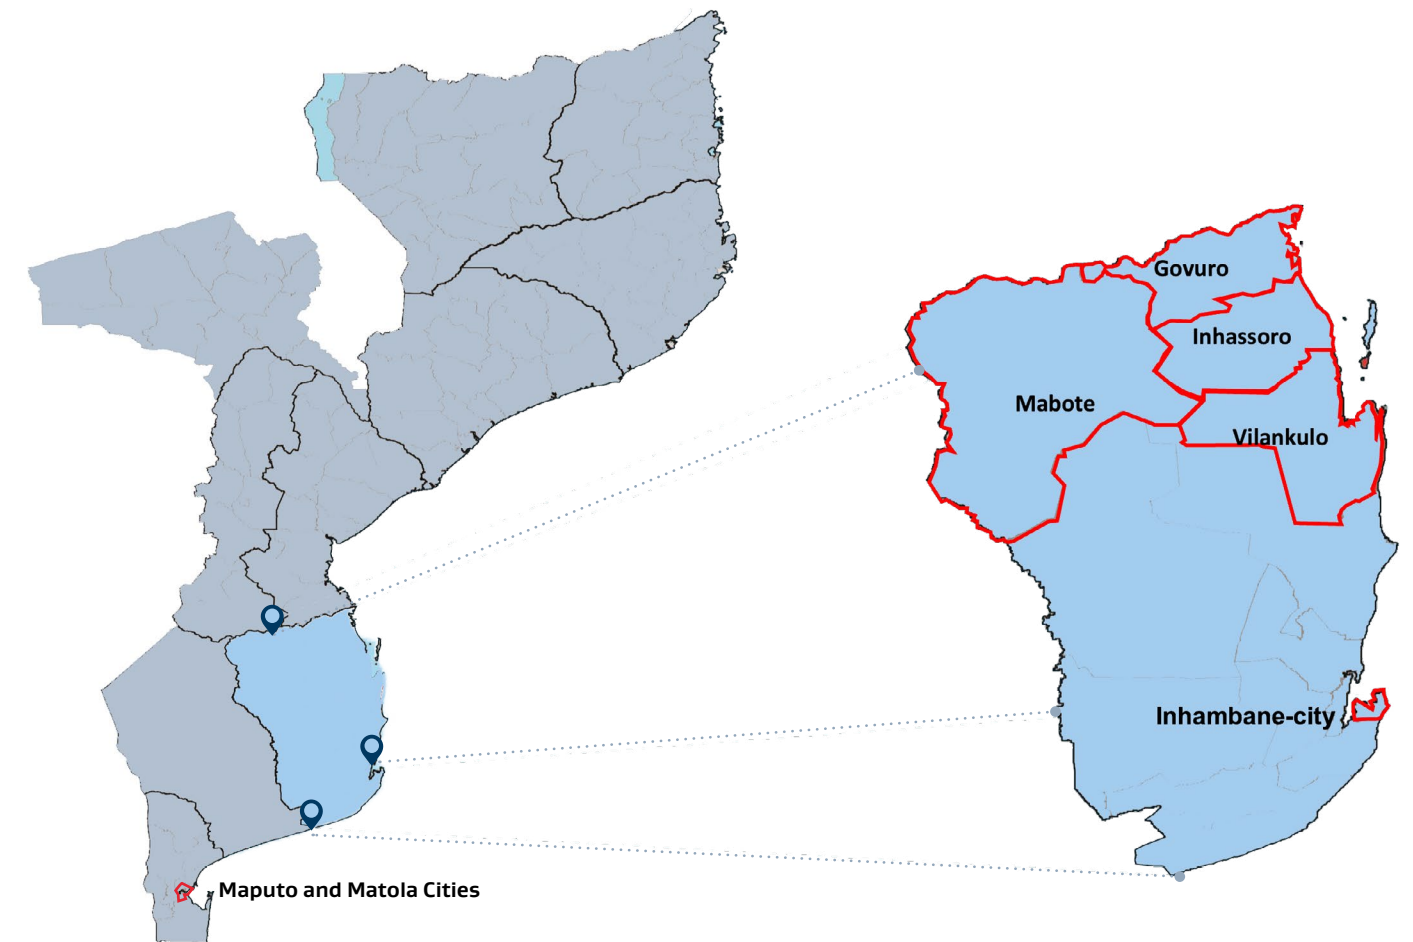 Govuro
Inhassoro
Mabote
Vilankulo
Inhambane-city
Maputo and Matola Cities